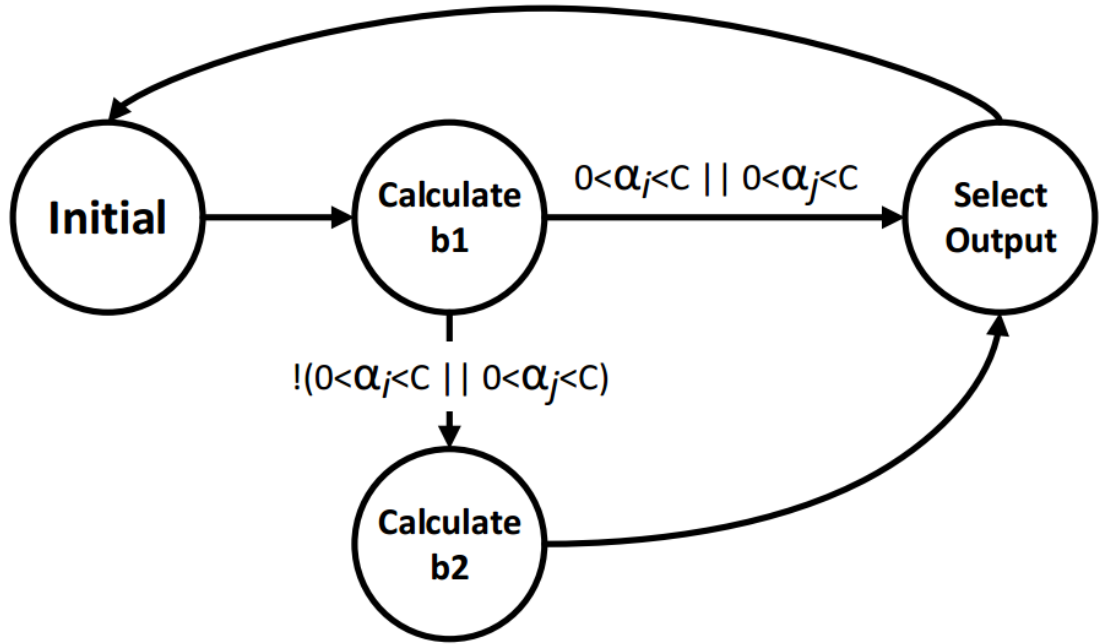 Initial
Calculate
b1
0<αi<C || 0<αj<C
Select
Output
!(0<αi<C || 0<αj<C)
Calculate
b2